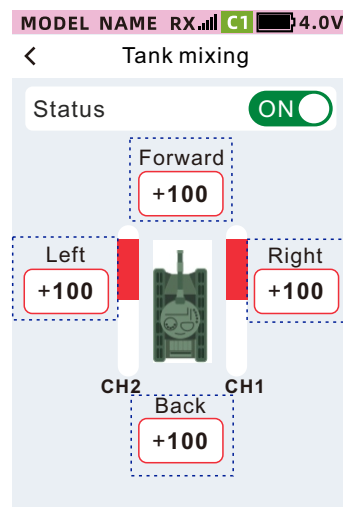 MODEL NAME RX C1 4.0V
< Tank mixing
Status ON
Forward
+100
Left Right
+100 +100
CH2 CH1
Back
+100